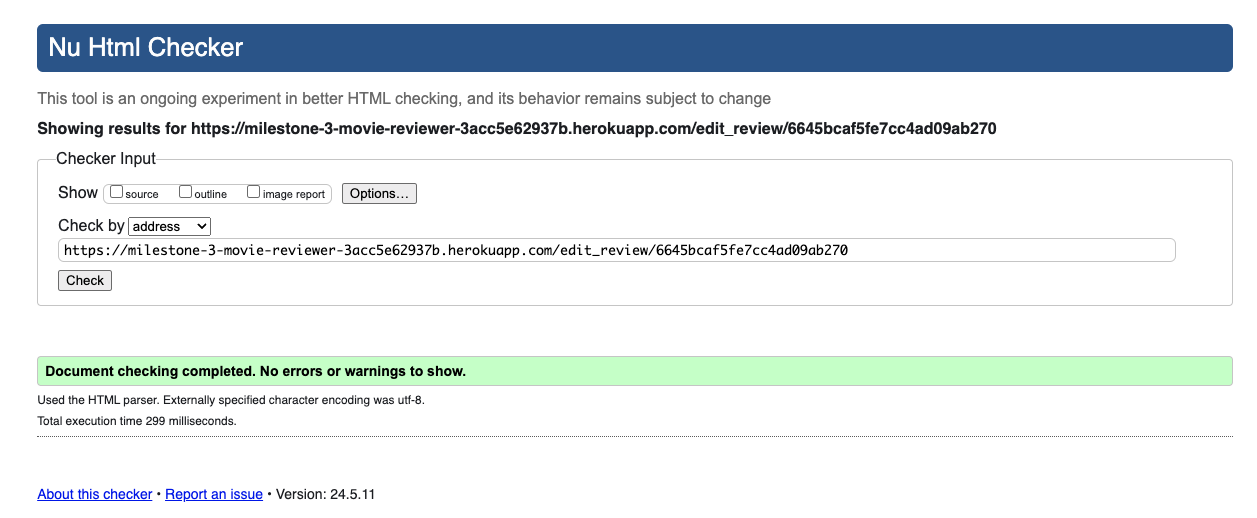 Nu Html Checker
This tool is an ongoing experiment in better HTML checking, and its behavior remains subject to change
Showing results for https://milestone-3-movie-reviewer-3acc5e62937b.herokuapp.com/edit_review/6645bcaf5fe7cc4ad09ab270
Checker Input
Show source outline image report Options...
Check by address
https://milestone-3-movie-reviewer-3acc5e62937b.herokuapp.com/edit_review/6645bcaf5fe7cc4ad09ab270
Check
Document checking completed. No errors or warnings to show.
Used the HTML parser. Externally specified character encoding was utf-8.
Total execution time 299 milliseconds.
About this checker • Report an issue • Version: 24.5.11